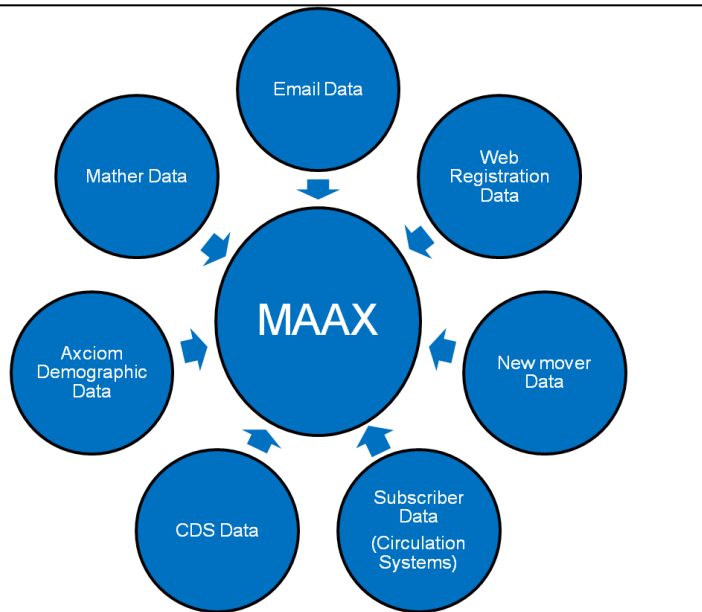 Email Data
Mather Data
Web
Registration
Data
MAAX
Axciom
Demographic
Data
New mover
Data
CDS Data
Subscriber
Data
(Circulation
Systems)